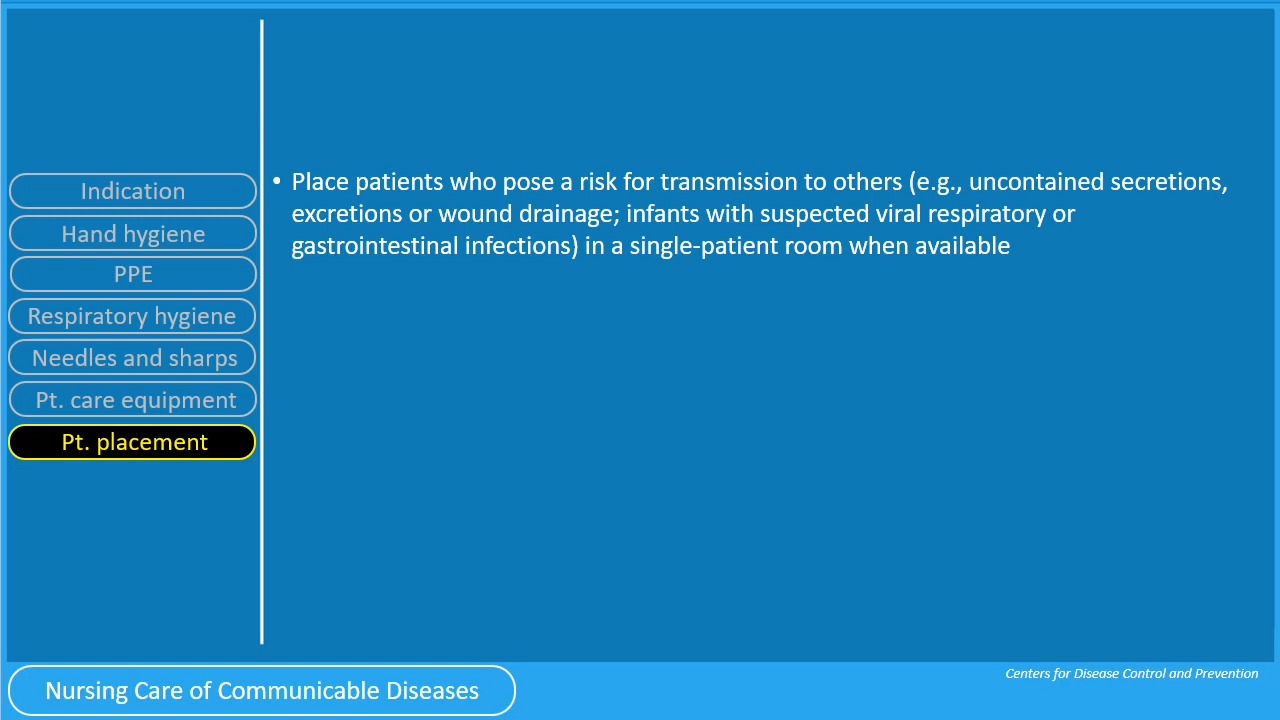 Indication
Hand hygiene
PPE
Respiratory hygiene
Needles and sharps
Pt. care equipment
Pt. placement
• Place patients who pose a risk for transmission to others (e.g., uncontained secretions,
excretions or wound drainage; infants with suspected viral respiratory or
gastrointestinal infections) in a single-patient room when available
Nursing Care of Communicable Diseases
Centers for Disease Control and Prevention